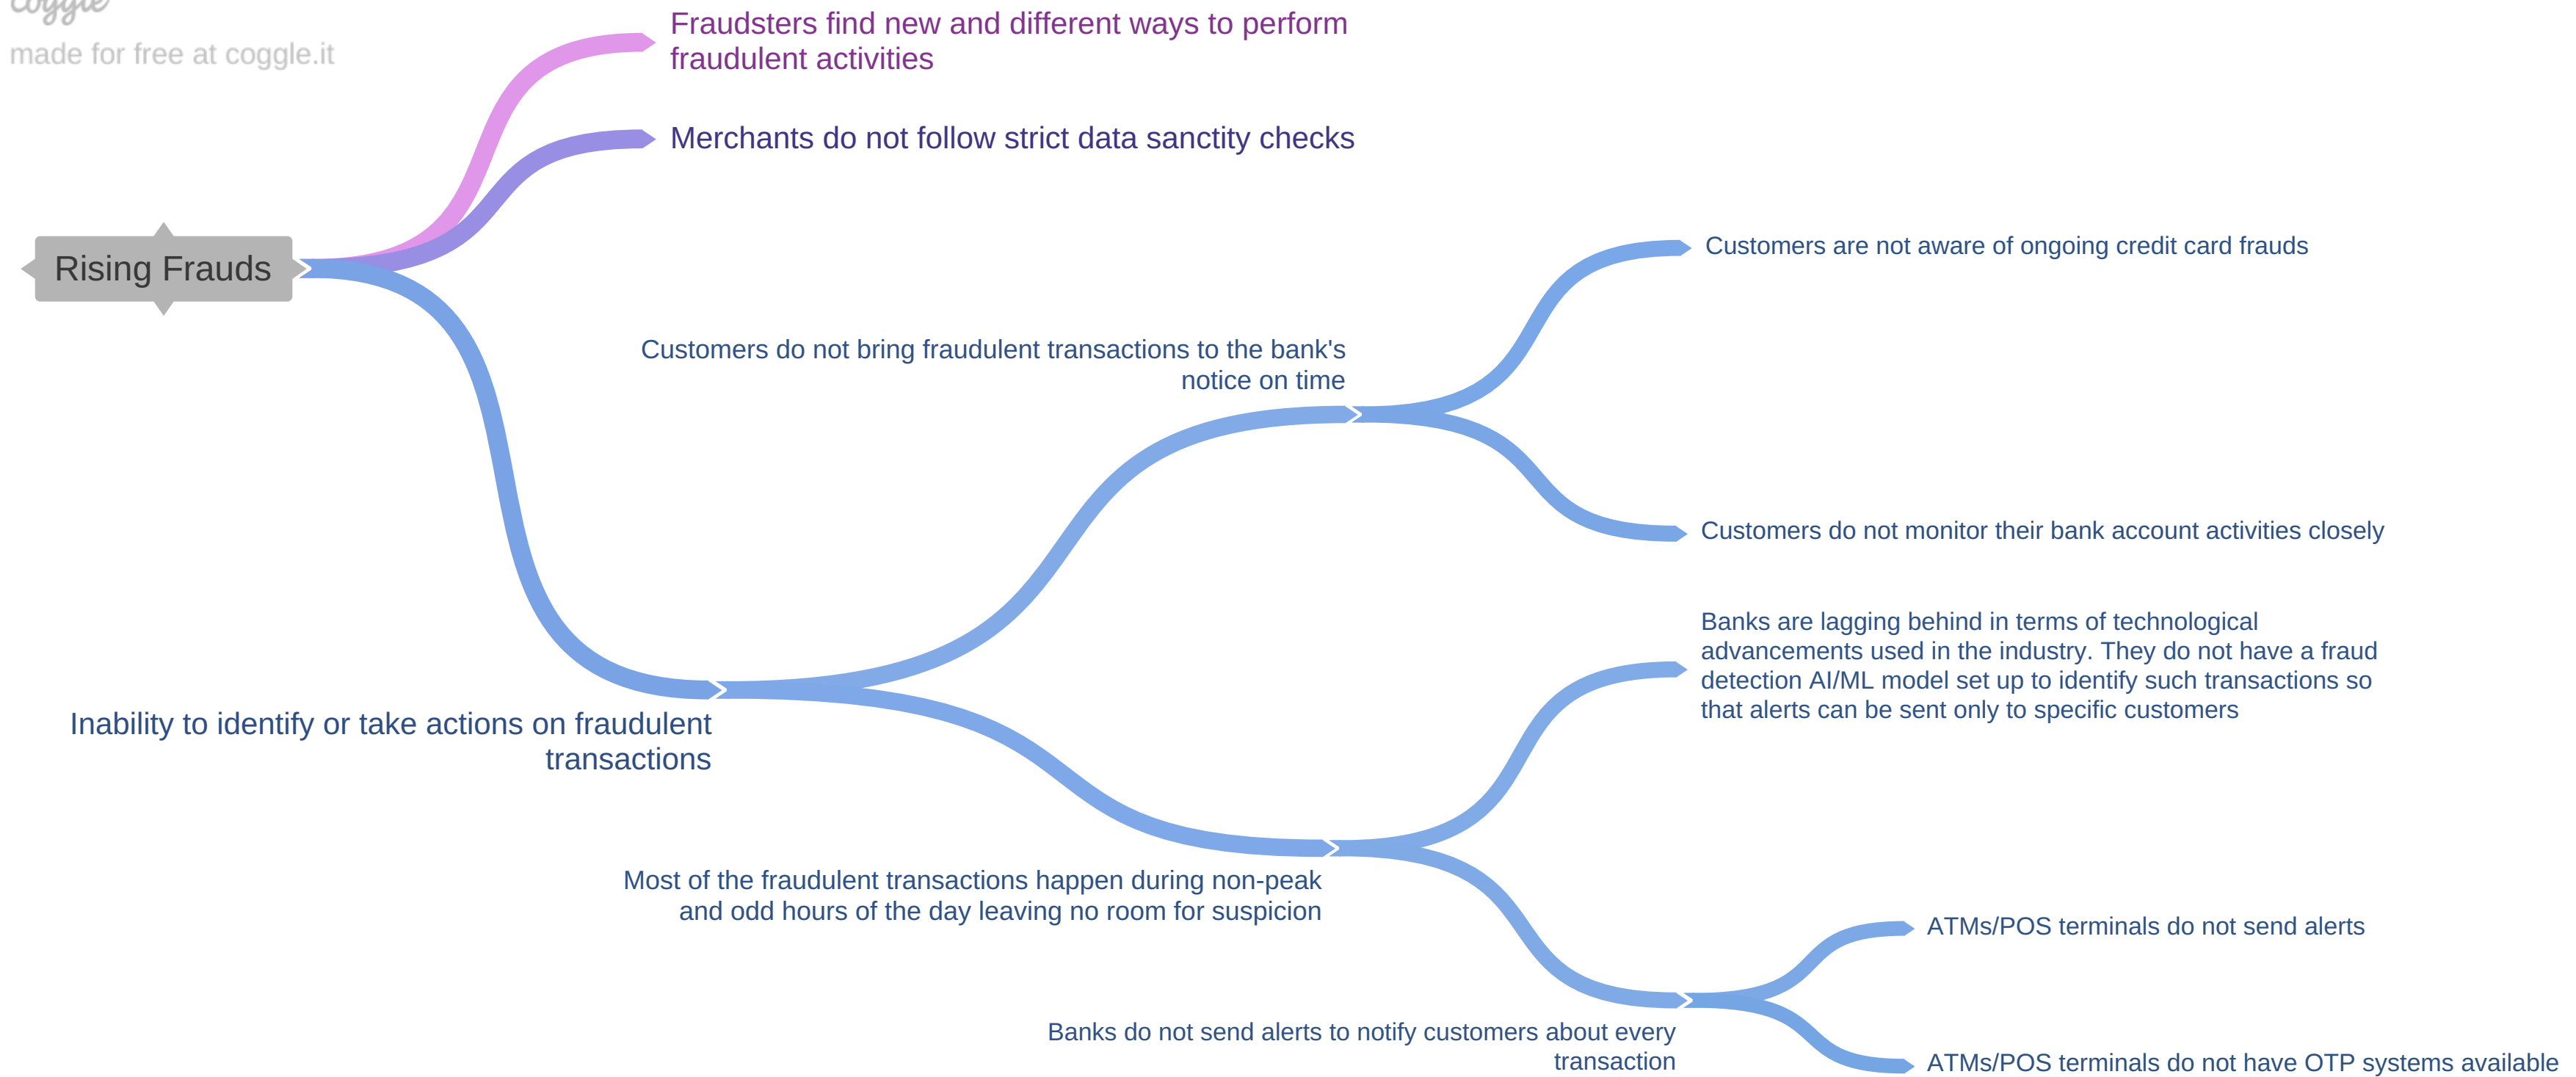 coggle
made for free at coggle.it
Fraudsters find new and different ways to perform
fraudulent activities
Merchants do not follow strict data sanctity checks
Rising Frauds
Customers are not aware of ongoing credit card frauds
Customers do not bring fraudulent transactions to the bank's
notice on time
Customers do not monitor their bank account activities closely
Banks are lagging behind in terms of technological
advancements used in the industry. They do not have a fraud
detection AI/ML model set up to identify such transactions so
that alerts can be sent only to specific customers
Inability to identify or take actions on fraudulent
transactions
Most of the fraudulent transactions happen during non-peak
and odd hours of the day leaving no room for suspicion
ATMs/POS terminals do not send alerts
Banks do not send alerts to notify customers about every
transaction
ATMs/POS terminals do not have OTP systems available